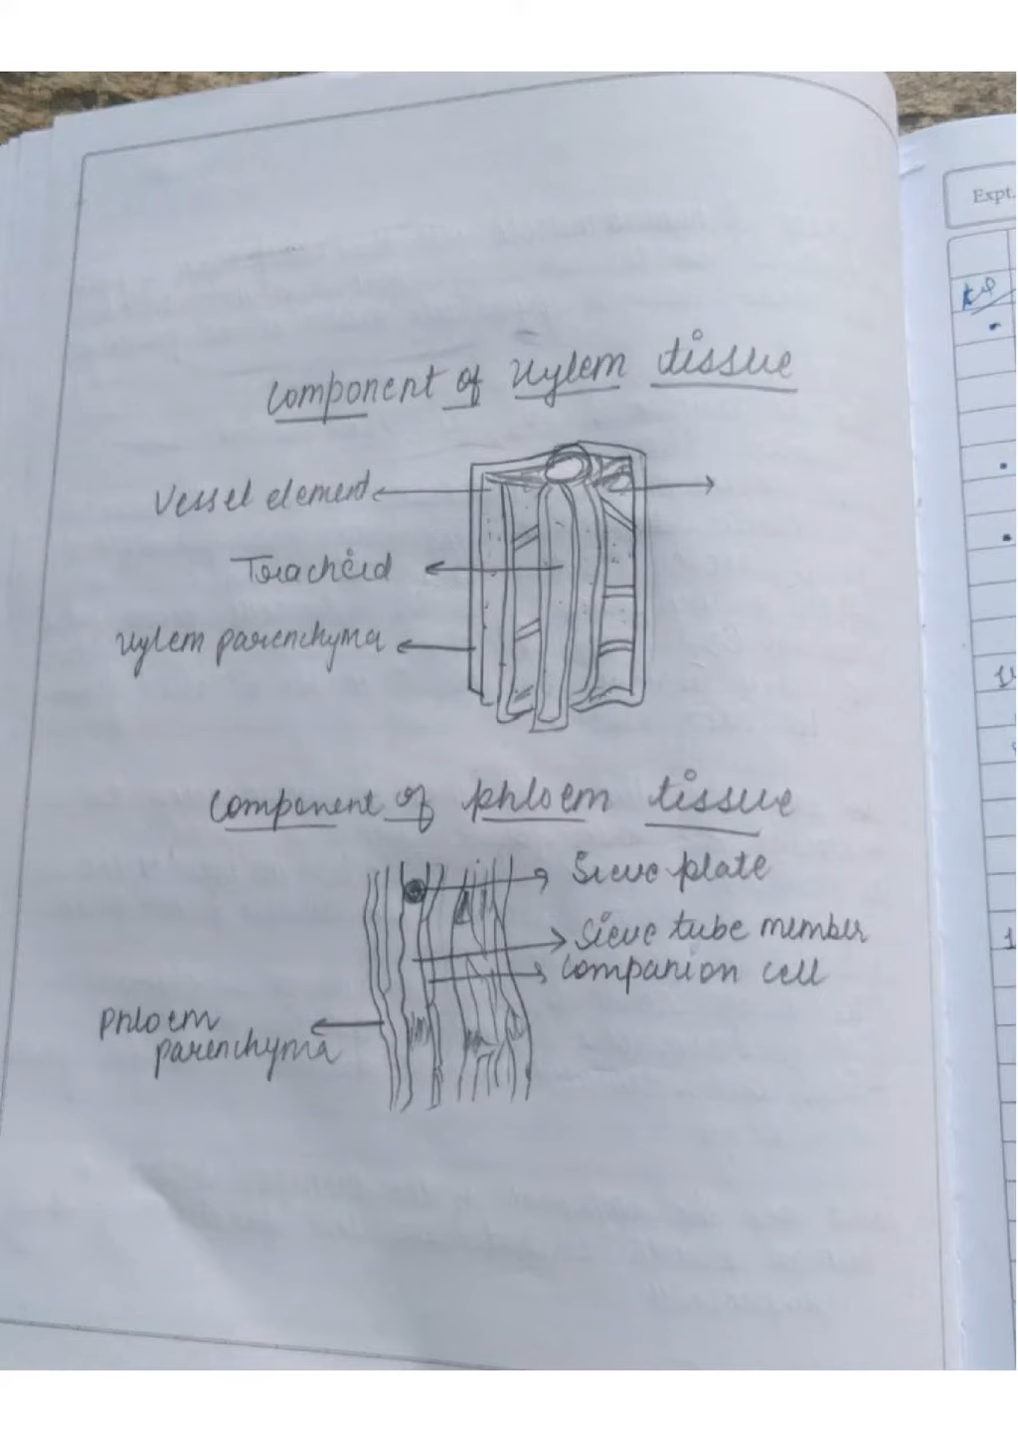 Component of xylem tissue
Vessel element
Tracheid
xylem parenchyma
Component of phloem tissue
Sieve plate
Sieve tube member
Companion cell
Phloem
parenchyma
Expt.